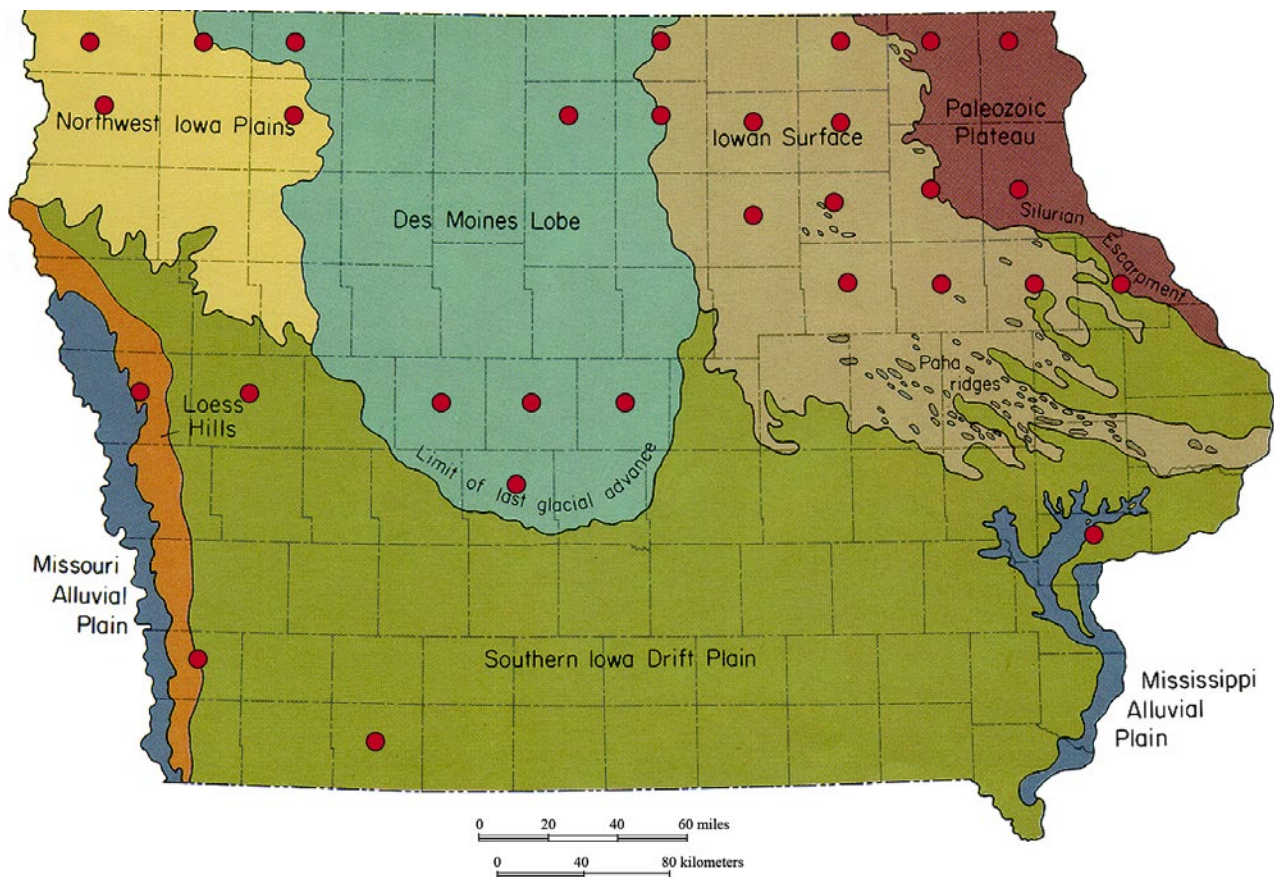 Northwest Iowa Plains
Des Moines Lobe
Iowan Surface
Paleozoic
Plateau
Silurian
Escarpment
Paha
ridges
Loess
Hills
Limit of last glacial advance
Missouri
Alluvial
Plain
Southern Iowa Drift Plain
Mississippi
Alluvial
Plain
0 20 40 60 miles
0 40 80 kilometers